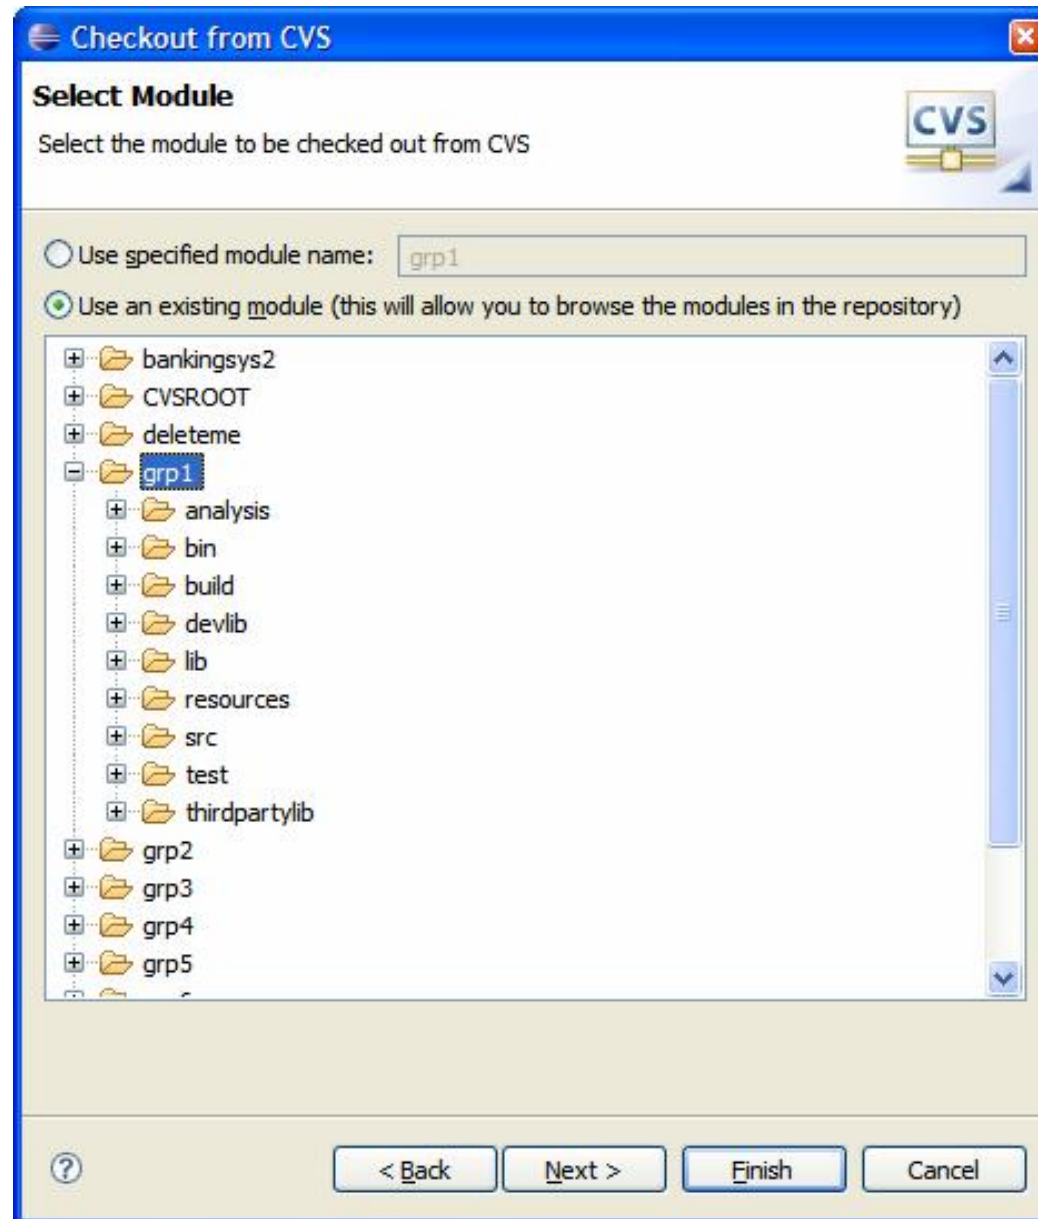 Checkout from CVS
Select Module
Select the module to be checked out from CVS
CVS
Use specified module name: grp1
Use an existing module (this will allow you to browse the modules in the repository)
bankingsys2
CVSROOT
deleteme
grp1
analysis
bin
build
devlib
lib
resources
src
test
thirdpartylib
grp2
grp3
grp4
grp5
? < Back Next > Finish Cancel